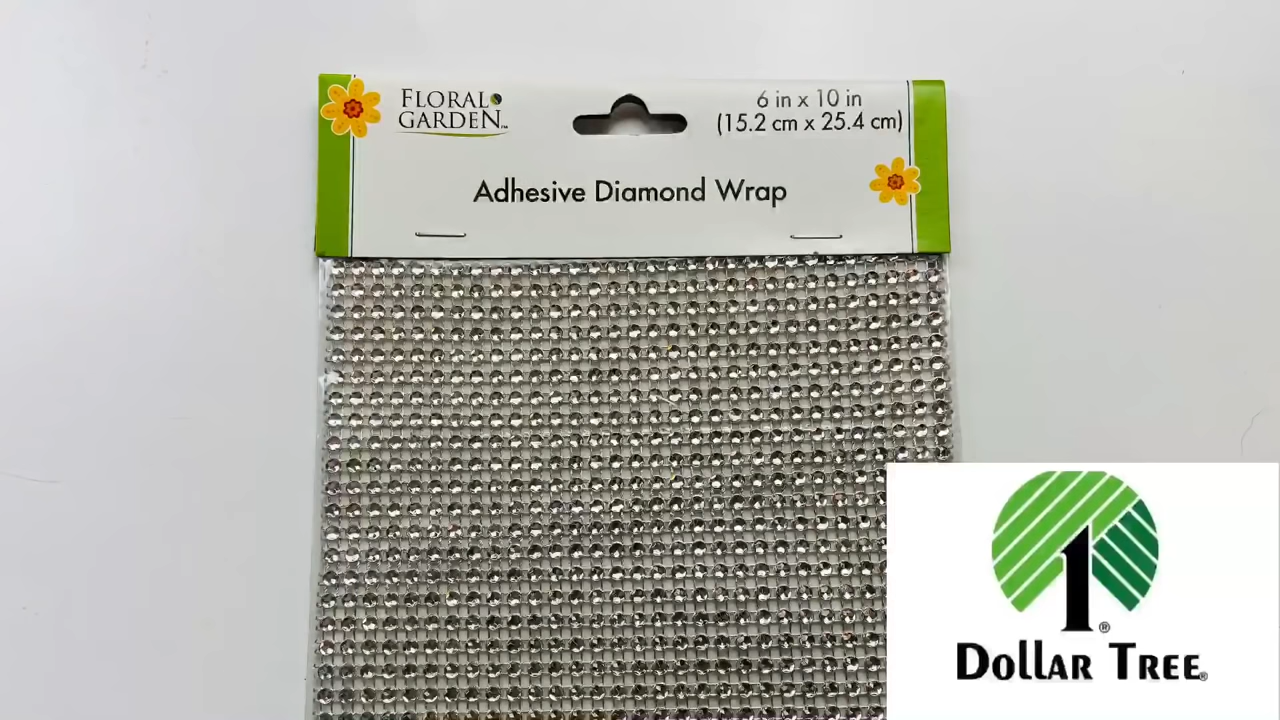 FLORAL
GARDEN™
6 in x 10 in
(15.2 cm x 25.4 cm)
Adhesive Diamond Wrap
1®
DOLLAR TREE®